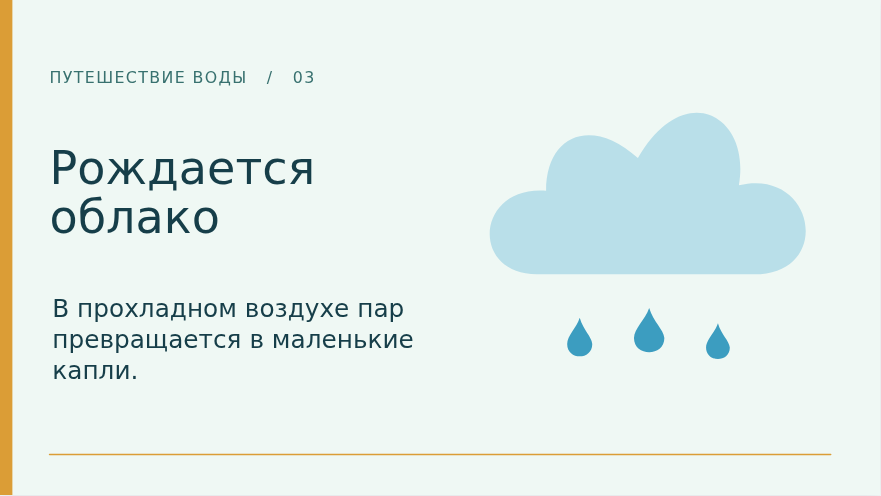 ПУТЕШЕСТВИЕ ВОДЫ / 03
Рождается
облако
В прохладном воздухе пар
превращается в маленькие
капли.